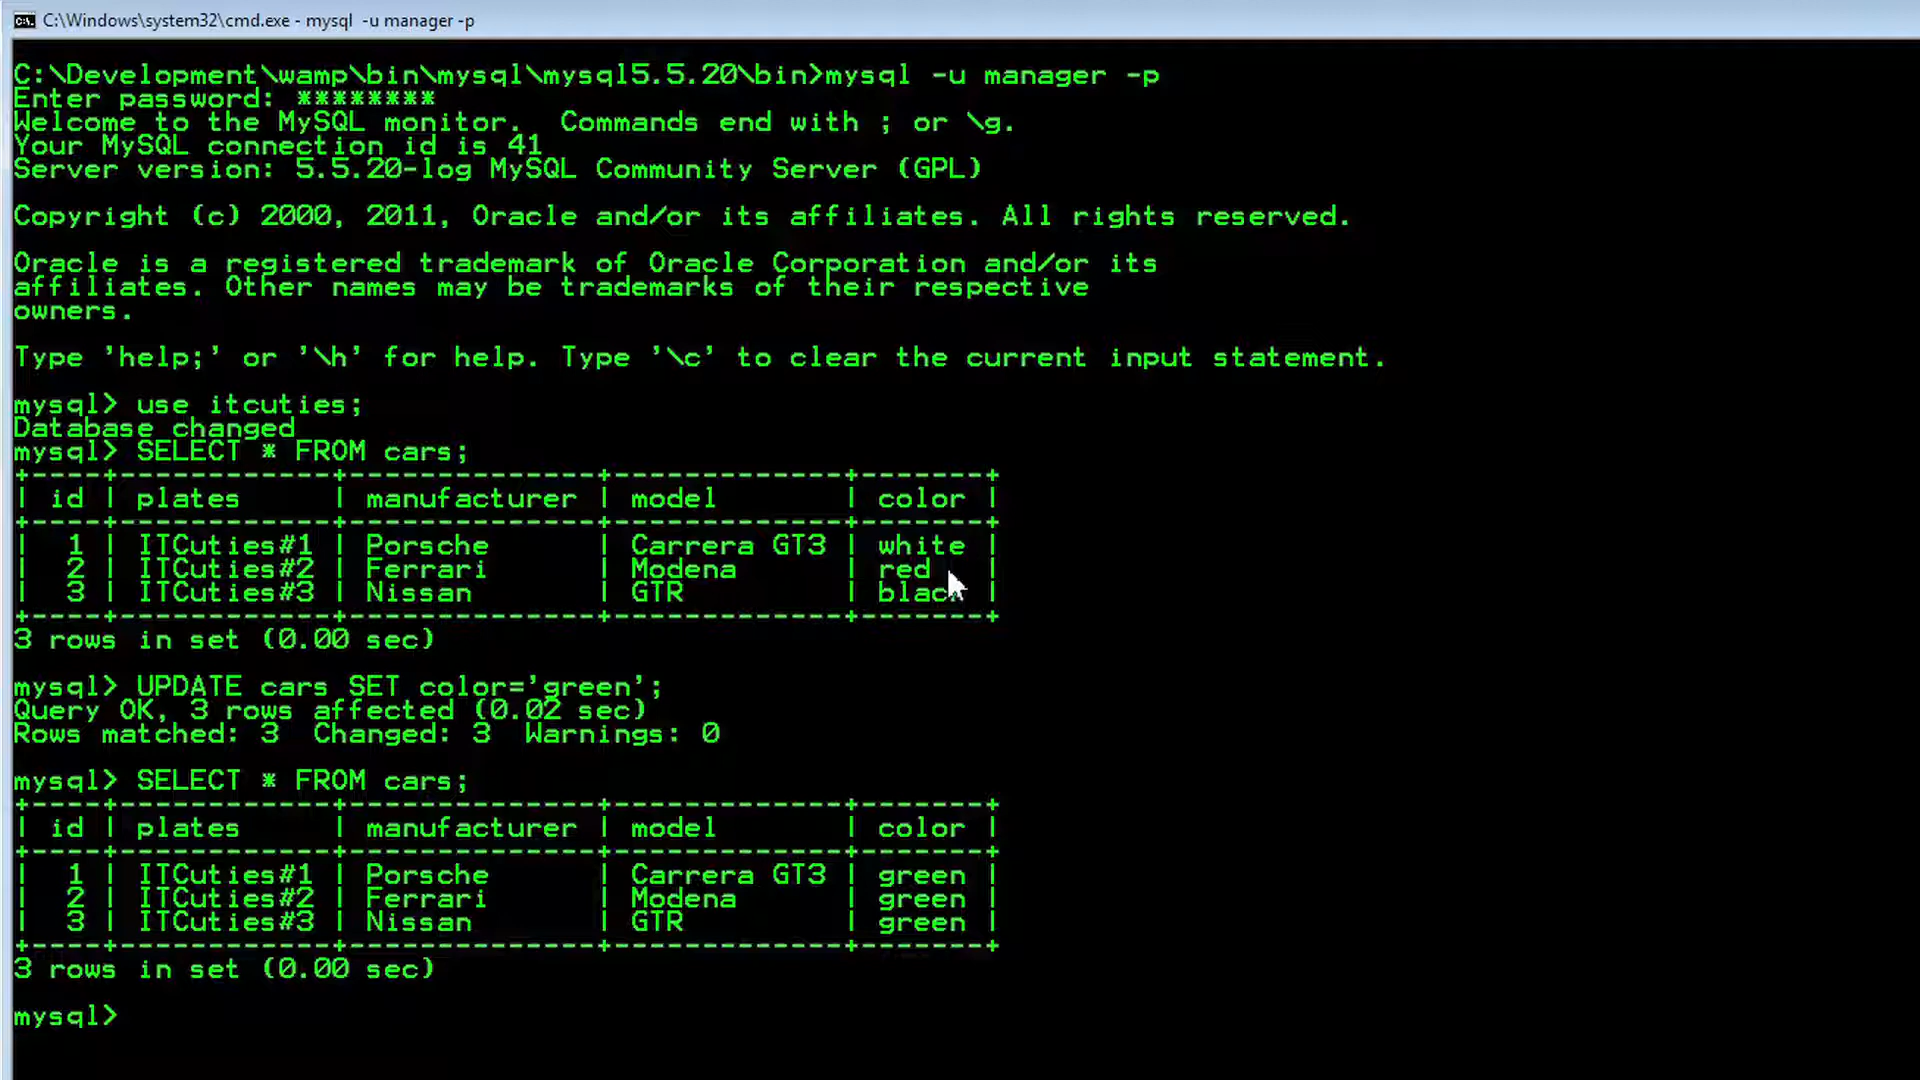 C:\Windows\system32\cmd.exe - mysql  -u manager -p
C:\Development\wamp\bin\mysql\mysql5.5.20\bin>mysql -u manager -p
Enter password: ********
Welcome to the MySQL monitor.  Commands end with ; or \g.
Your MySQL connection id is 41
Server version: 5.5.20-log MySQL Community Server (GPL)
Copyright (c) 2000, 2011, Oracle and/or its affiliates. All rights reserved.
Oracle is a registered trademark of Oracle Corporation and/or its
affiliates. Other names may be trademarks of their respective
owners.
Type 'help;' or '\h' for help. Type '\c' to clear the current input statement.
mysql> use itcuties;
Database changed
mysql> SELECT * FROM cars;
+----+------------+--------------+-------------+-------+
| id | plates     | manufacturer | model       | color |
+----+------------+--------------+-------------+-------+
|  1 | ITCuties#1 | Porsche      | Carrera GT3 | white |
|  2 | ITCuties#2 | Ferrari      | Modena      | red   |
|  3 | ITCuties#3 | Nissan       | GTR         | black |
+----+------------+--------------+-------------+-------+
3 rows in set (0.00 sec)
mysql> UPDATE cars SET color='green';
Query OK, 3 rows affected (0.02 sec)
Rows matched: 3  Changed: 3  Warnings: 0
mysql> SELECT * FROM cars;
+----+------------+--------------+-------------+-------+
| id | plates     | manufacturer | model       | color |
+----+------------+--------------+-------------+-------+
|  1 | ITCuties#1 | Porsche      | Carrera GT3 | green |
|  2 | ITCuties#2 | Ferrari      | Modena      | green |
|  3 | ITCuties#3 | Nissan       | GTR         | green |
+----+------------+--------------+-------------+-------+
3 rows in set (0.00 sec)
mysql>